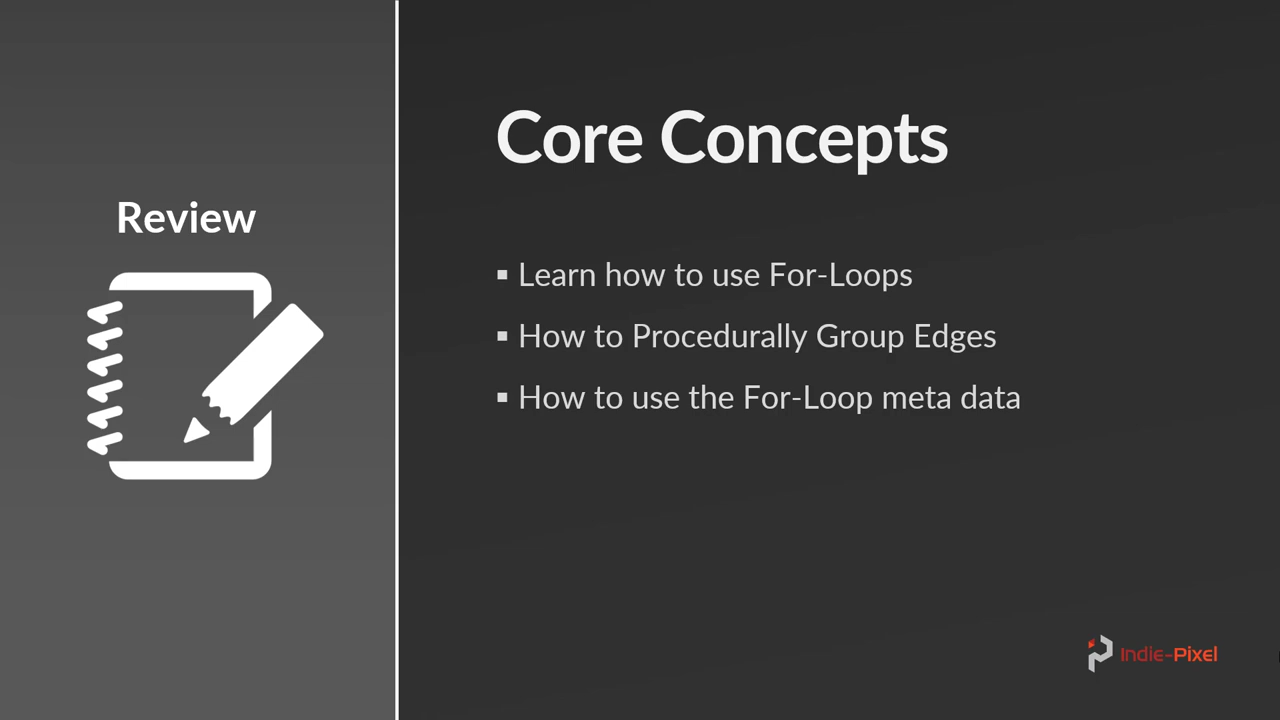 Review
Core Concepts
▪ Learn how to use For-Loops
▪ How to Procedurally Group Edges
▪ How to use the For-Loop meta data
Indie-Pixel